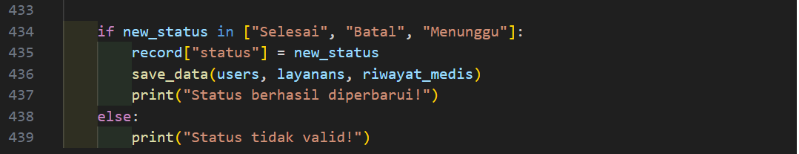 433
434 if new_status in ["Selesai", "Batal", "Menunggu"]:
435 record["status"] = new_status
436 save_data(users, layanans, riwayat_medis)
437 print("Status berhasil diperbarui!")
438 else:
439 print("Status tidak valid!")